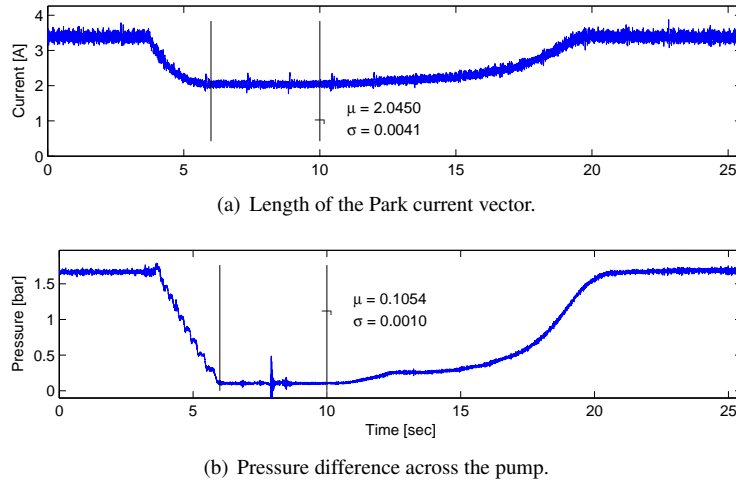 4
3
2
1
0
Current [A]
μ = 2.0450
σ = 0.0041
0 5 10 15 20 25
(a) Length of the Park current vector.
1.5
1
0.5
0
Pressure [bar]
μ = 0.1054
σ = 0.0010
0 5 10 15 20 25
Time [sec]
(b) Pressure difference across the pump.